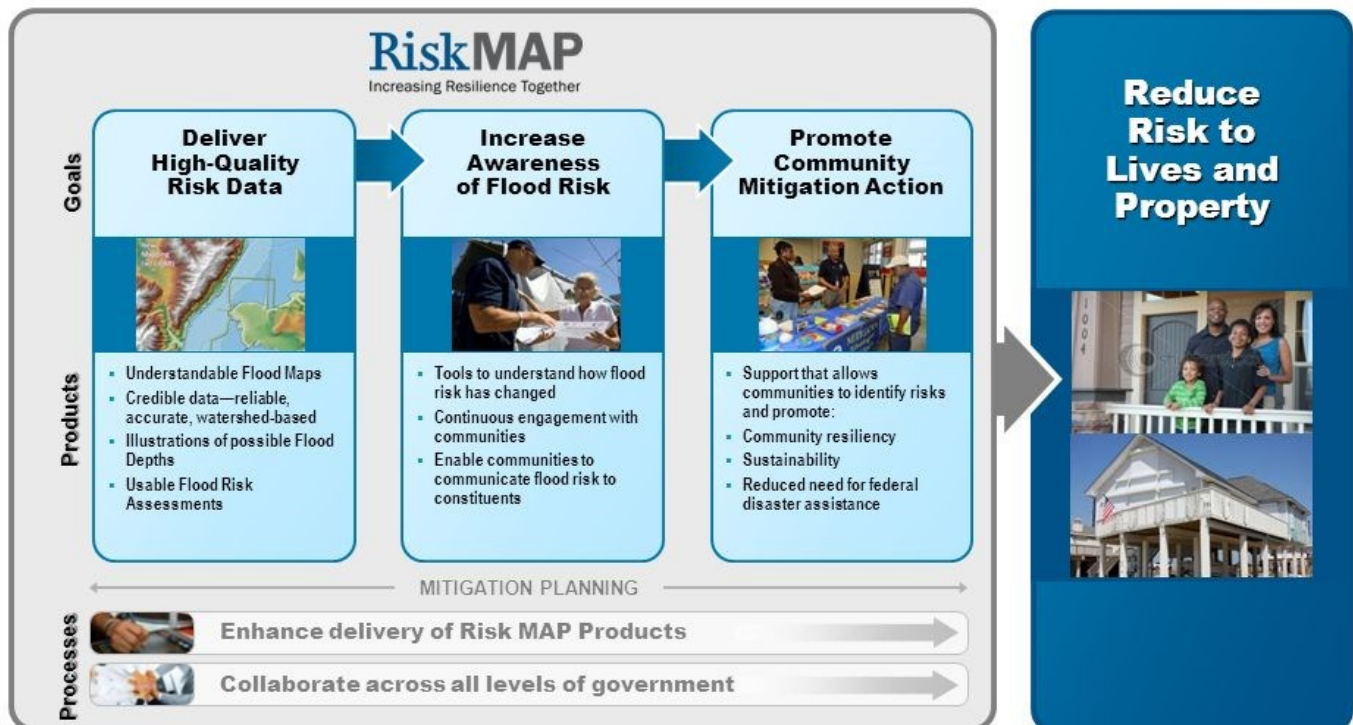 RiskMAP
Increasing Resilience Together
Goals
Deliver
High-Quality
Risk Data
Increase
Awareness
of Flood Risk
Promote
Community
Mitigation Action
Products
▪ Understandable Flood Maps
▪ Credible data—reliable,
accurate, watershed-based
▪ Illustrations of possible Flood
Depths
▪ Usable Flood Risk
Assessments
▪ Tools to understand how flood
risk has changed
▪ Continuous engagement with
communities
▪ Enable communities to
communicate flood risk to
constituents
▪ Support that allows
communities to identify risks
and promote:
▪ Community resiliency
▪ Sustainability
▪ Reduced need for federal
disaster assistance
MITIGATION PLANNING
Processes
Enhance delivery of Risk MAP Products
Collaborate across all levels of government
Reduce
Risk to
Lives and
Property
1004